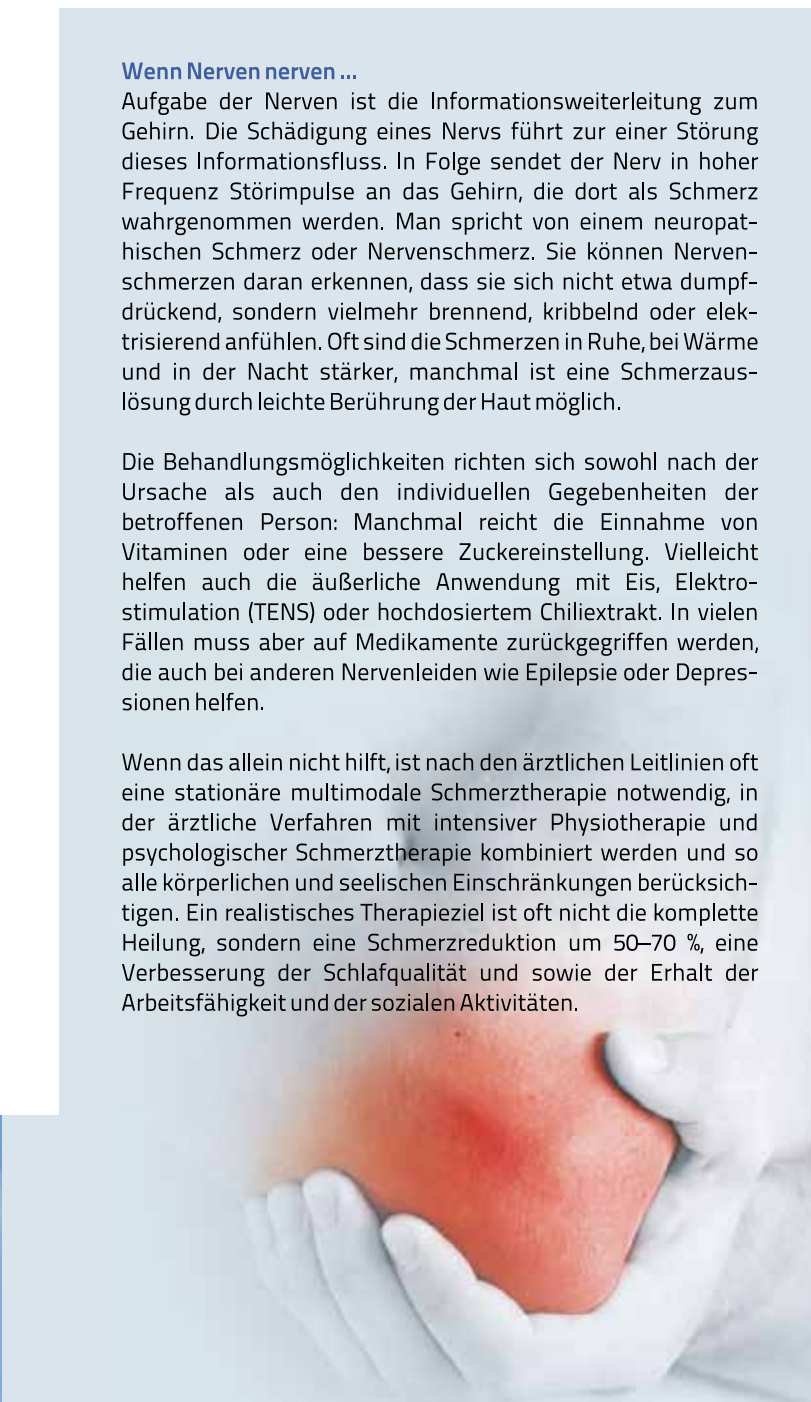 Wenn Nerven nerven ...
Aufgabe der Nerven ist die Informationsweiterleitung zum
Gehirn. Die Schädigung eines Nervs führt zur einer Störung
dieses Informationsfluss. In Folge sendet der Nerv in hoher
Frequenz Störimpulse an das Gehirn, die dort als Schmerz
wahrgenommen werden. Man spricht von einem neuropat-
hischen Schmerz oder Nervenschmerz. Sie können Nerven-
schmerzen daran erkennen, dass sie sich nicht etwa dumpf-
drückend, sondern vielmehr brennend, kribbelnd oder elek-
trisierend anfühlen. Oft sind die Schmerzen in Ruhe, bei Wärme
und in der Nacht stärker, manchmal ist eine Schmerzaus-
lösung durch leichte Berührung der Haut möglich.

Die Behandlungsmöglichkeiten richten sich sowohl nach der
Ursache als auch den individuellen Gegebenheiten der
betroffenen Person: Manchmal reicht die Einnahme von
Vitaminen oder eine bessere Zuckereinstellung. Vielleicht
helfen auch die äußerliche Anwendung mit Eis, Elektro-
stimulation (TENS) oder hochdosiertem Chiliextrakt. In vielen
Fällen muss aber auf Medikamente zurückgegriffen werden,
die auch bei anderen Nervenleiden wie Epilepsie oder Depres-
sionen helfen.

Wenn das allein nicht hilft, ist nach den ärztlichen Leitlinien oft
eine stationäre multimodale Schmerztherapie notwendig, in
der ärztliche Verfahren mit intensiver Physiotherapie und
psychologischer Schmerztherapie kombiniert werden und so
alle körperlichen und seelischen Einschränkungen berücksich-
tigen. Ein realistisches Therapieziel ist oft nicht die komplette
Heilung, sondern eine Schmerzreduktion um 50–70 %, eine
Verbesserung der Schlafqualität und sowie der Erhalt der
Arbeitsfähigkeit und der sozialen Aktivitäten.